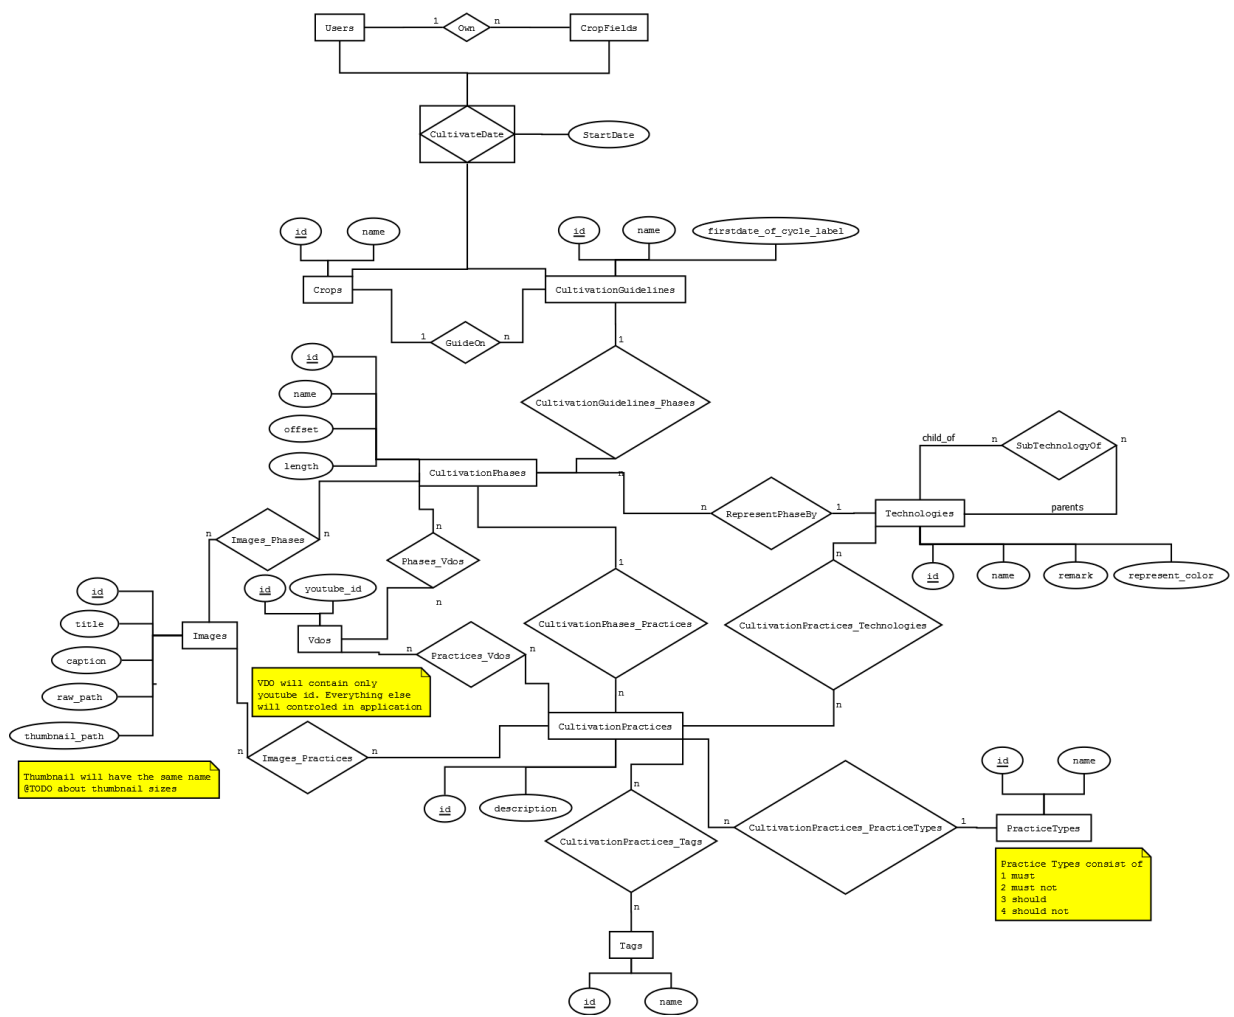 Users
1
Own
n
CropFields
CultivateDate
StartDate
id
name
id
name
firstdate_of_cycle_label
Crops
CultivationGuidelines
1
GuideOn
n
1
id
name
offset
length
CultivationGuidelines_Phases
n
child_of
n
SubTechnologyOf
n
parents
CultivationPhases
n
RepresentPhaseBy
1
Technologies
id
name
remark
represent_color
n
Images_Phases
n
n
Phases_Vdos
n
id
youtube_id
Vdos
id
title
caption
raw_path
thumbnail_path
Images
1
CultivationPhases_Practices
n
n
CultivationPractices_Technologies
n
n
Practices_Vdos
n
VDO will contain only
youtube id. Everything else
will controled in application
Thumbnail will have the same name
@TODO about thumbnail sizes
n
Images_Practices
n
CultivationPractices
id
description
n
CultivationPractices_Tags
n
n
CultivationPractices_PracticeTypes
1
id
name
PracticeTypes
Practice Types consist of
1 must
2 must not
3 should
4 should not
Tags
id
name